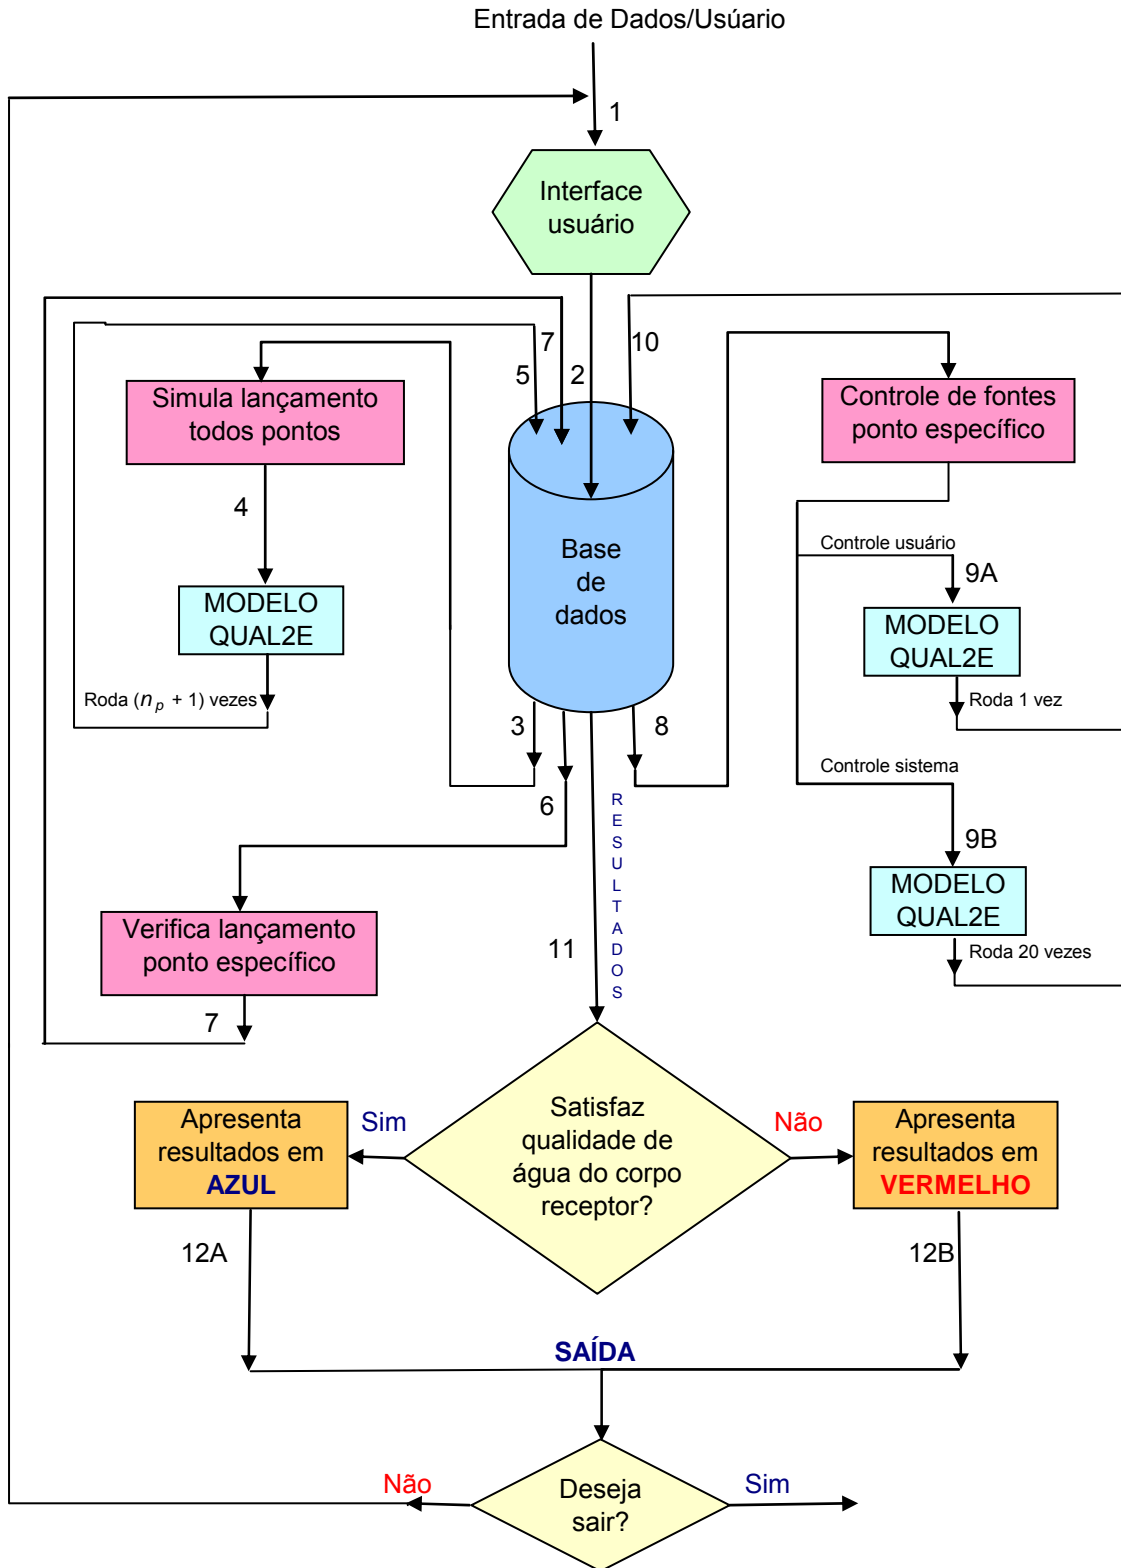 Entrada de Dados/Usúario
1
Interface
usuário
7
10
5
2
Simula lançamento
todos pontos
Controle de fontes
ponto específico
4
Base
de
dados
Controle usuário
9A
MODELO
QUAL2E
MODELO
QUAL2E
Roda (n p + 1) vezes
Roda 1 vez
3
8
Controle sistema
6
RESULTADOS
9B
MODELO
QUAL2E
Verifica lançamento
ponto específico
11
Roda 20 vezes
7
Apresenta
resultados em
AZUL
Sim
Satisfaz
qualidade de
água do corpo
receptor?
Não
Apresenta
resultados em
VERMELHO
12A
12B
SAÍDA
Não
Deseja
sair?
Sim